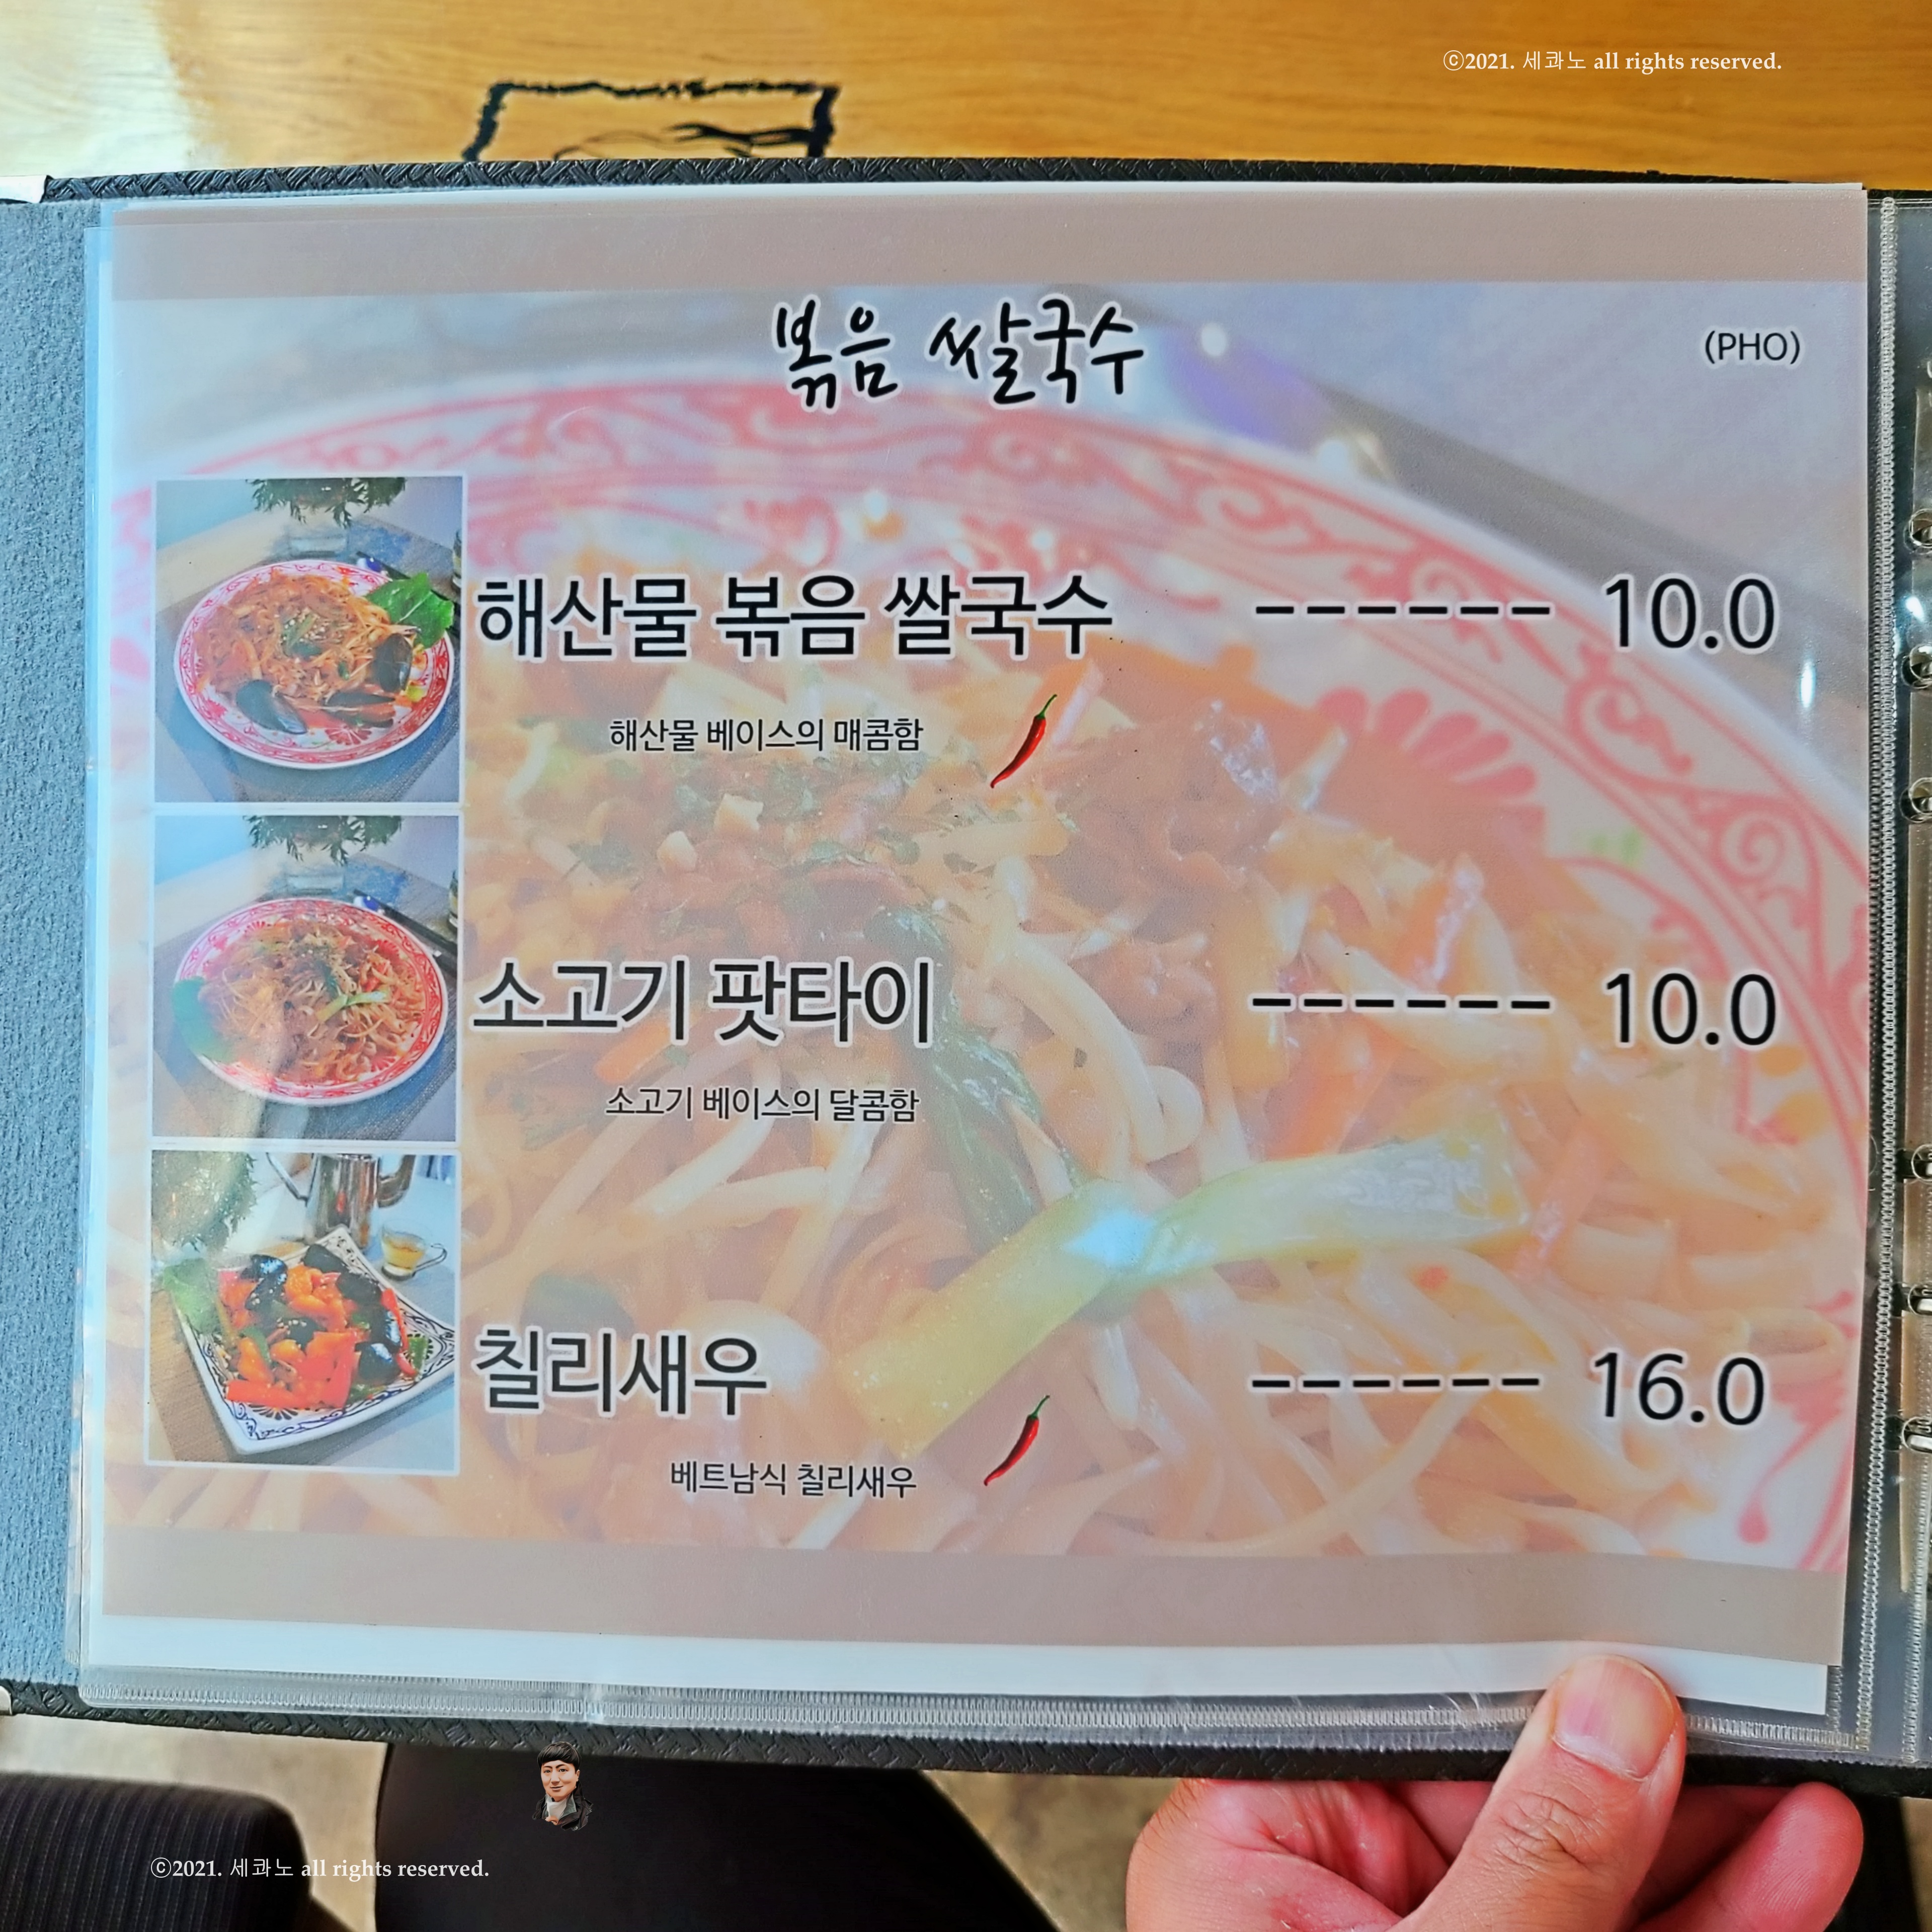 ©2021. 세콰노 all rights reserved.
볶음 쌀국수
(PHO)
해산물 볶음 쌀국수 ------ 10.0
해산물 베이스의 매콤함
소고기 팟타이 ------ 10.0
소고기 베이스의 달콤함
칠리새우 ------ 16.0
베트남식 칠리새우
©2021. 세콰노 all rights reserved.